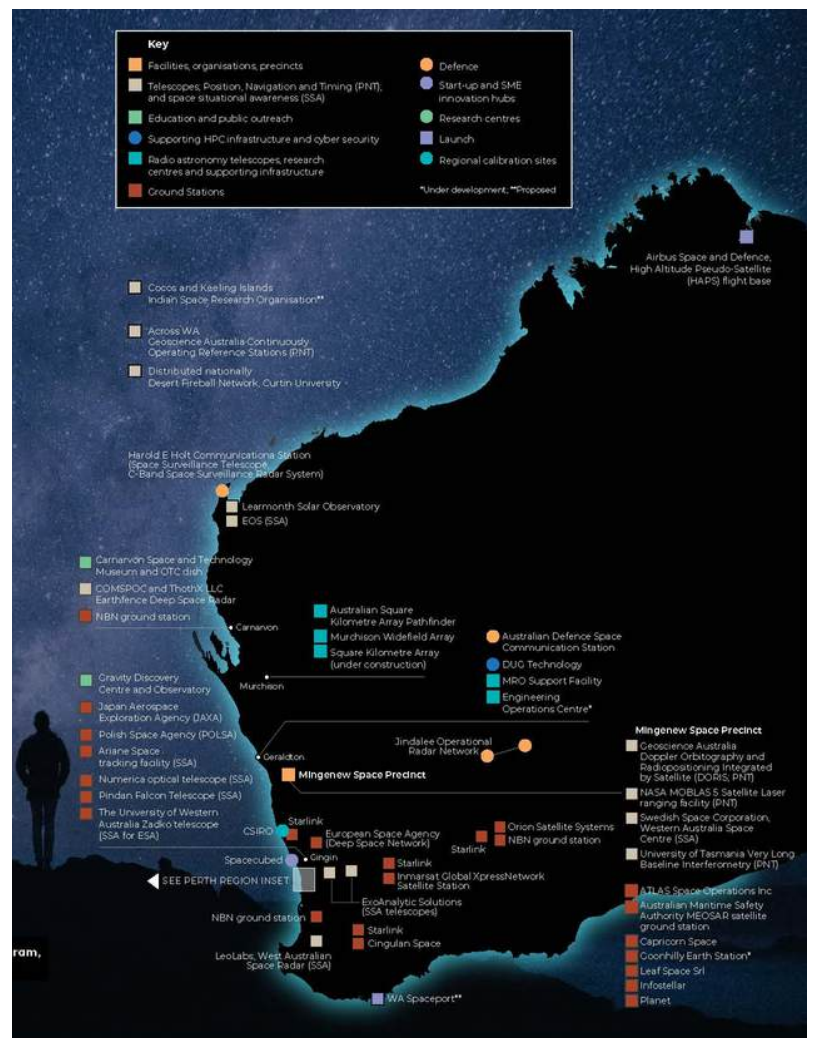 Key
Facilities, organisations, precincts
Telescopes; Position, Navigation and Timing (PNT);
and space situational awareness (SSA)
Education and public outreach
Supporting HPC infrastructure and cyber security
Radio astronomy telescopes, research
centres and supporting infrastructure
Ground Stations
Defence
Start-up and SME
innovation hubs
Research centres
Launch
Regional calibration sites
*Under development, **Proposed
Airbus Space and Defence,
High Altitude Pseudo-Satellite
(HAPS) flight base
Cocos and Keeling Islands
Indian Space Research Organisation**
Across WA
Geoscience Australia Continuously
Operating Reference Stations (PNT)
Distributed nationally
Desert Fireball Network, Curtin University
Harold E Holt Communicationa Station
(Space Surveillance Telescope,
C-Band Space Surveillance Radar System)
Learmonth Solar Observatory
EOS (SSA)
Carnarvon Space and Technology
Museum and OTC dish
COMSPOC and ThothX LLC
Earthfence Deep Space Radar
NBN ground station
Carnarvon
Australian Square
Kilometre Array Pathfinder
Murchison Widefield Array
Square Kilometre Array
(under construction)
Murchison
Australian Defence Space
Communication Station
DUG Technology
MRO Support Facility
Engineering
Operations Centre*
Gravity Discovery
Centre and Observatory
Japan Aerospace
Exploration Agency (JAXA)
Polish Space Agency (POLSA)
Ariane Space
tracking facility (SSA)
Numerica optical telescope (SSA)
Pindan Falcon Telescope (SSA)
The University of Western
Australia Zadko telescope
(SSA for ESA)
Geraldton
Jindalee Operational
Radar Network
Mingenew Space Precinct
Mingenew Space Precinct
Geoscience Australia
Doppler Orbitography and
Radiopositioning Integrated
by Satellite (DORIS; PNT)
NASA MOBLAS 5 Satellite Laser
ranging facility (PNT)
Swedish Space Corporation,
Western Australia Space
Centre (SSA)
University of Tasmania Very Long
Baseline Interferometry (PNT)
ATLAS Space Operations Inc
Australian Maritime Safety
Authority MEOSAR satellite
ground station
Capricorn Space
Goonhilly Earth Station*
Leaf Space Srl
Infostellar
Planet
CSIRO
Starlink
European Space Agency
(Deep Space Network)
Starlink
Orion Satellite Systems
NBN ground station
Spacecubed
Gingin
Starlink
Inmarsat Global XpressNetwork
Satellite Station
SEE PERTH REGION INSET
ExoAnalytic Solutions
(SSA telescopes)
NBN ground station
Starlink
Cingulan Space
LeoLabs, West Australian
Space Radar (SSA)
WA Spaceport**
ram,